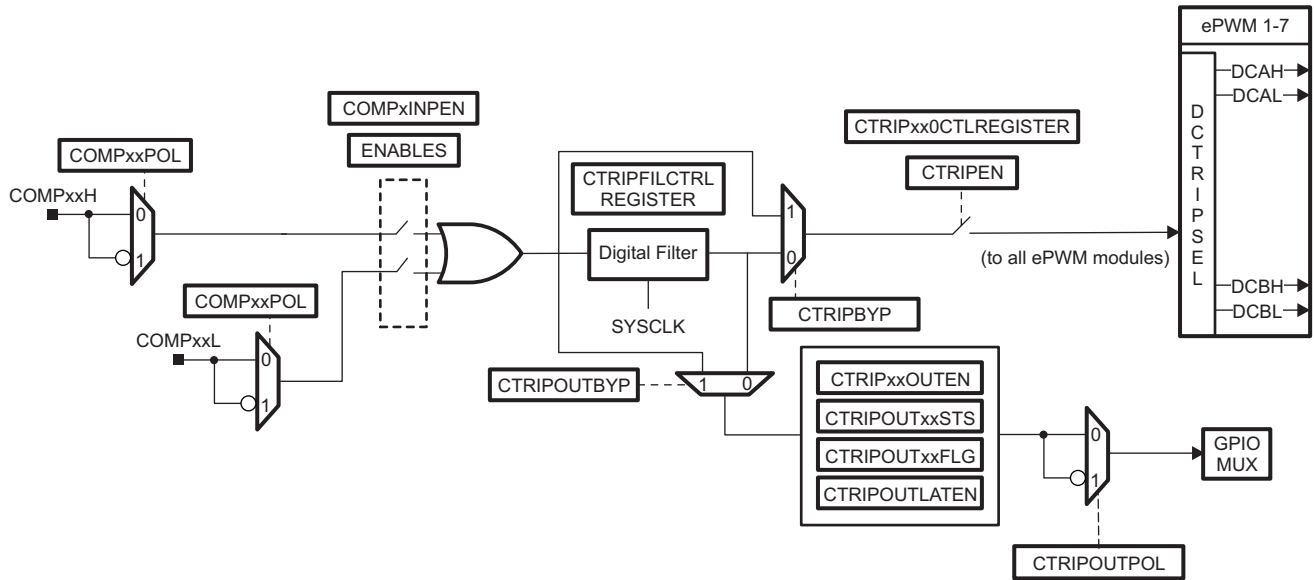 ePWM 1-7
DCAH
DCAL
DCTRIPSEL
DCBH
DCBL
COMPxINPEN
ENABLES
COMPxxPOL
COMPxxH
0
1
COMPxxPOL
COMPxxL
0
1
CTRIPFILCTRL
REGISTER
Digital Filter
SYSCLK
CTRIPxx0CTLREGISTER
CTRIPEN
1
0
(to all ePWM modules)
CTRIPBYP
CTRIPOUTBYP
1 0
CTRIPxxOUTEN
CTRIPOUTxxSTS
CTRIPOUTxxFLG
CTRIPOUTLATEN
0
1
GPIO
MUX
CTRIPOUTPOL